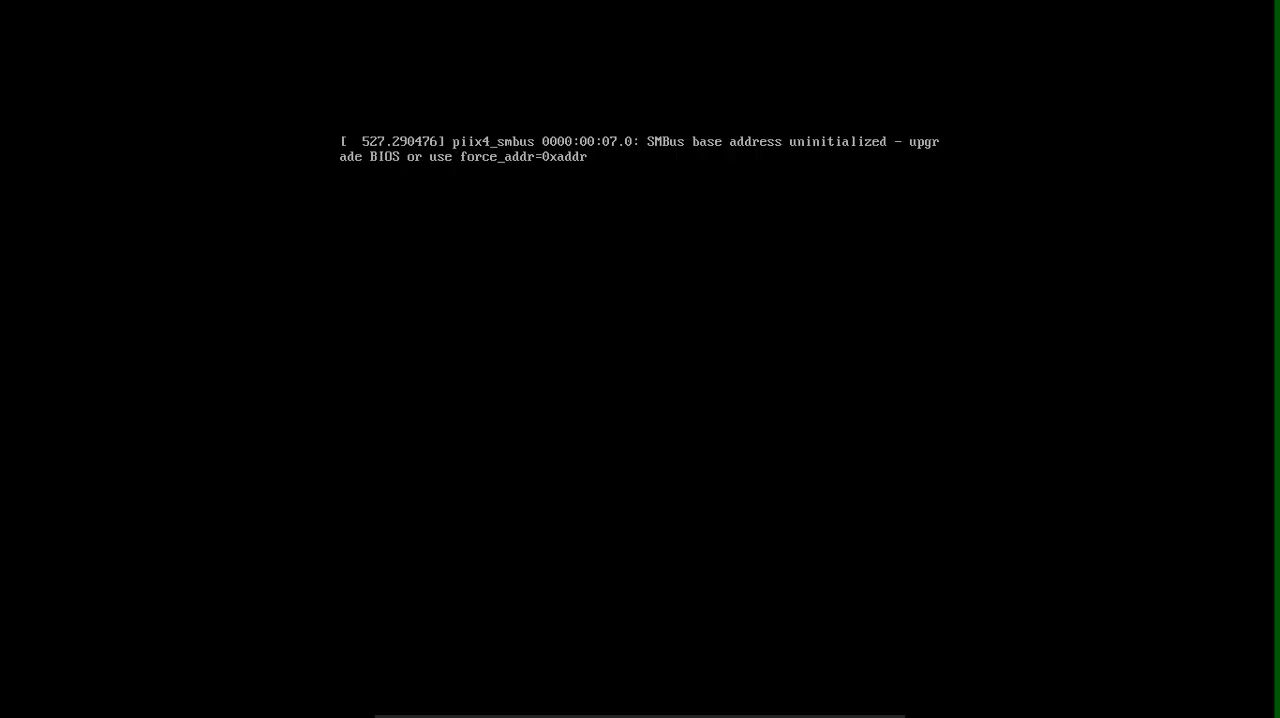 [  527.290476] piix4_smbus 0000:00:07.0: SMBus base address uninitialized - upgr
ade BIOS or use force_addr=0xaddr